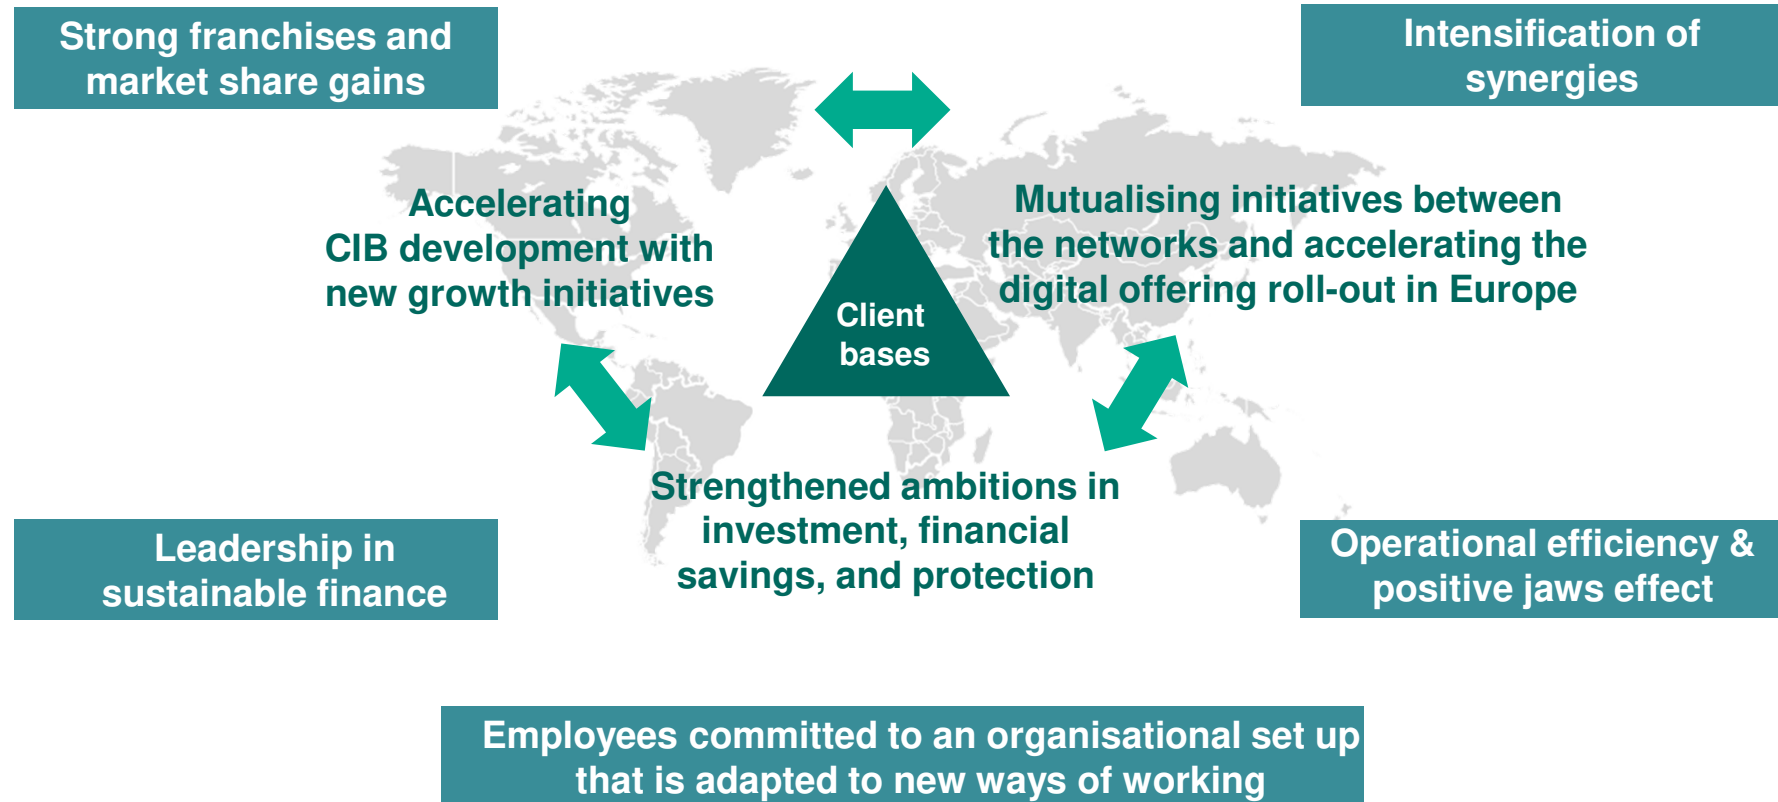 Strong franchises and
market share gains
Intensification of
synergies
Accelerating
CIB development with
new growth initiatives
Mutualising initiatives between
the networks and accelerating the
digital offering roll-out in Europe
Client
bases
Strengthened ambitions in
investment, financial
savings, and protection
Leadership in
sustainable finance
Operational efficiency &
positive jaws effect
Employees committed to an organisational set up
that is adapted to new ways of working